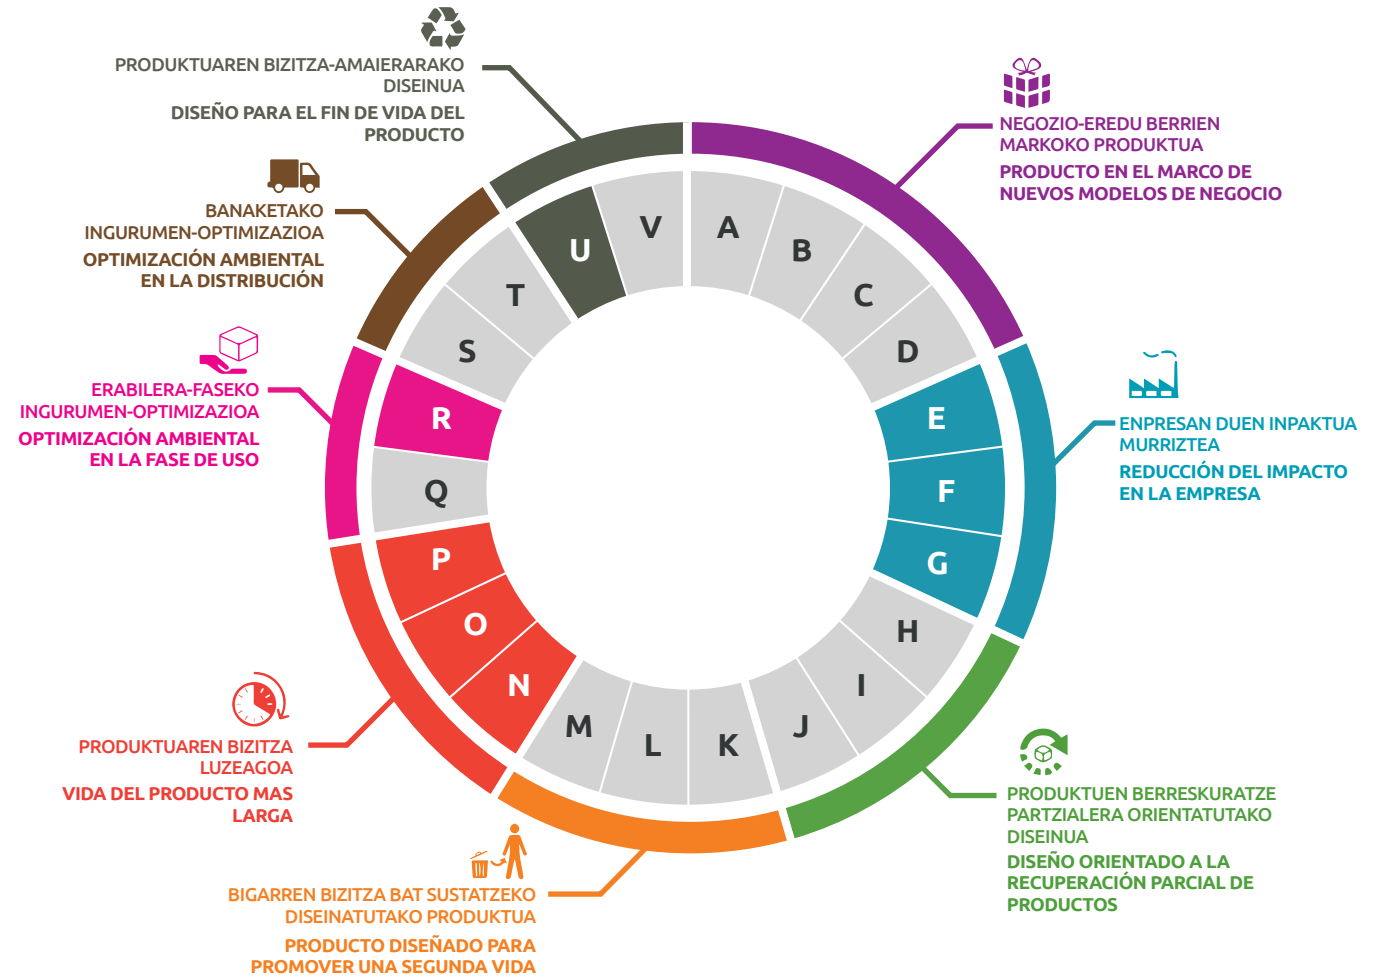 PRODUKTUAREN BIZITZA-AMAIERARAKO
DISEINUA
DISEÑO PARA EL FIN DE VIDA DEL
PRODUCTO
NEGOZIO-EREDU BERRIEN
MARKOKO PRODUKTUA
PRODUCTO EN EL MARCO DE
NUEVOS MODELOS DE NEGOCIO
BANAKETAKO
INGURUMEN-OPTIMIZAZIOA
OPTIMIZACIÓN AMBIENTAL
EN LA DISTRIBUCIÓN
ERABILERA-FASEKO
INGURUMEN-OPTIMIZAZIOA
OPTIMIZACIÓN AMBIENTAL
EN LA FASE DE USO
ENPRESAN DUEN INPAKTUA
MURRIZTEA
REDUCCIÓN DEL IMPACTO
EN LA EMPRESA
A
B
C
D
E
F
G
H
I
J
K
L
M
N
O
P
Q
R
S
T
U
V
PRODUKTUAREN BIZITZA
LUZEAGOA
VIDA DEL PRODUCTO MAS
LARGA
PRODUKTUEN BERRESKURATZE
PARTZIALERA ORIENTATUTAKO
DISEINUA
DISEÑO ORIENTADO A LA
RECUPERACIÓN PARCIAL DE
PRODUCTOS
BIGARREN BIZITZA BAT SUSTATZEKO
DISEINATUTAKO PRODUKTUA
PRODUCTO DISEÑADO PARA
PROMOVER UNA SEGUNDA VIDA